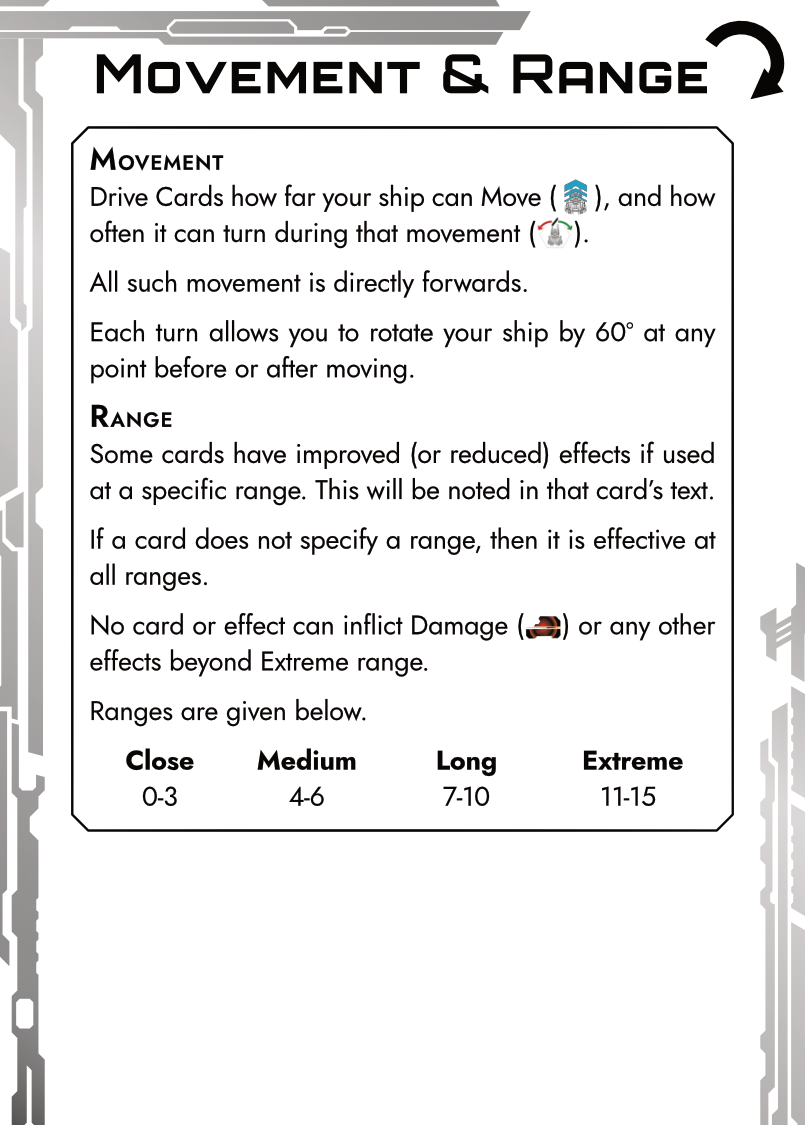 Movement & Range
Movement
Drive Cards how far your ship can Move ( ), and how
often it can turn during that movement ( ).
All such movement is directly forwards.
Each turn allows you to rotate your ship by 60° at any
point before or after moving.
Range
Some cards have improved (or reduced) effects if used
at a specific range. This will be noted in that card's text.
If a card does not specify a range, then it is effective at
all ranges.
No card or effect can inflict Damage ( ) or any other
effects beyond Extreme range.
Ranges are given below.
Close Medium Long Extreme
0-3 4-6 7-10 11-15